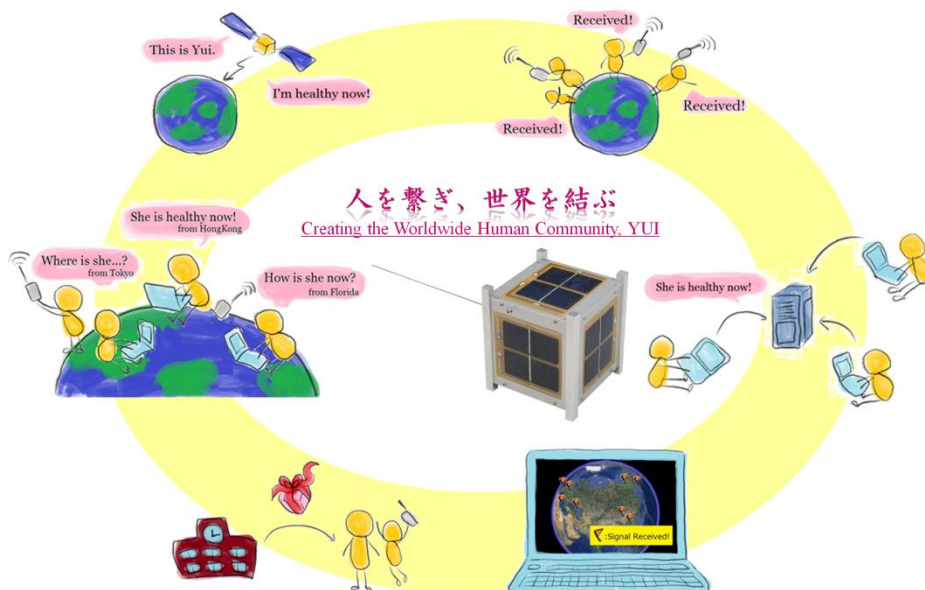 This is Yui.
I'm healthy now!
Received!
Received!
Received!
人を繋ぎ、世界を結ぶ
Creating the Worldwide Human Community, YUI
She is healthy now!
from HongKong
Where is she...?
from Tokyo
How is she now?
from Florida
She is healthy now!
:Signal Received!